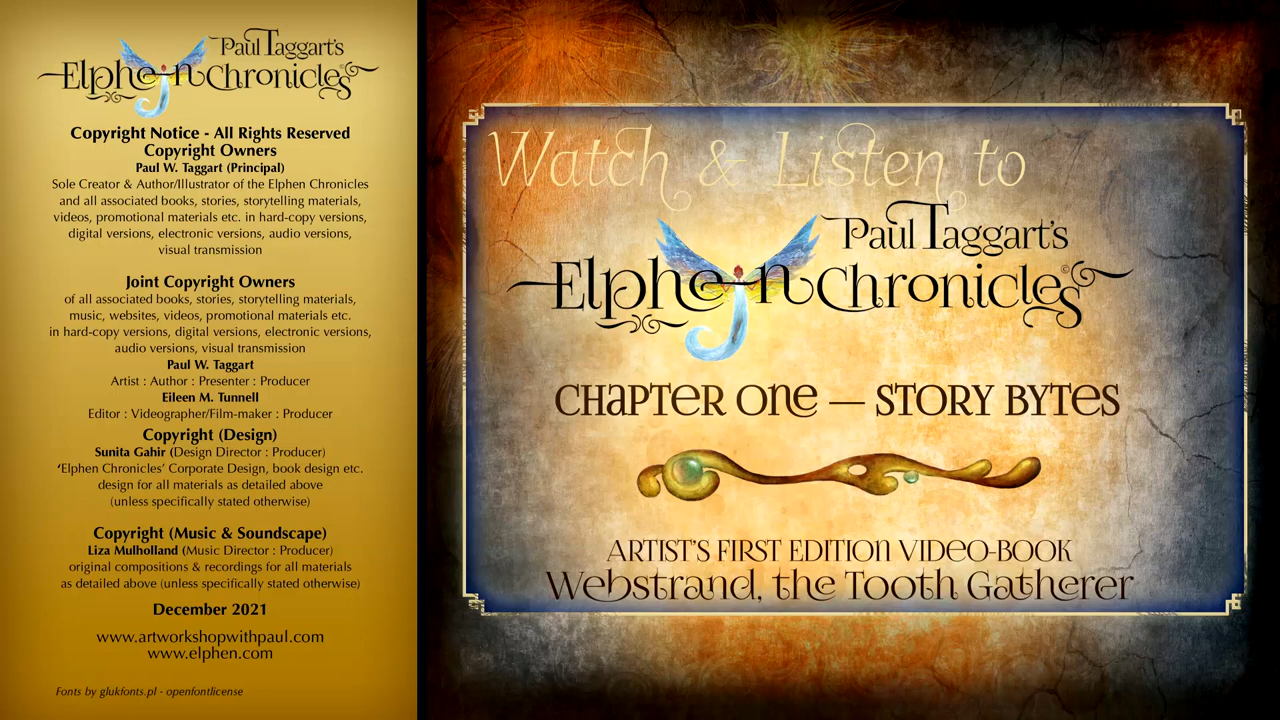 Paul Taggart's
Elphen Chronicles
Copyright Notice - All Rights Reserved
Copyright Owners
Paul W. Taggart (Principal)
Sole Creator & Author/Illustrator of the Elphen Chronicles
and all associated books, stories, storytelling materials,
videos, promotional materials etc. in hard-copy versions,
digital versions, electronic versions, audio versions,
visual transmission
Joint Copyright Owners
of all associated books, stories, storytelling materials,
music, websites, videos, promotional materials etc.
in hard-copy versions, digital versions, electronic versions,
audio versions, visual transmission
Paul W. Taggart
Artist : Author : Presenter : Producer
Eileen M. Tunnell
Editor : Videographer/Film-maker : Producer
Copyright (Design)
Sunita Gahir (Design Director : Producer)
‘Elphen Chronicles’ Corporate Design, book design etc.
design for all materials as detailed above
(unless specifically stated otherwise)
Copyright (Music & Soundscape)
Liza Mulholland (Music Director : Producer)
original compositions & recordings for all materials
as detailed above (unless specifically stated otherwise)
December 2021
www.artworkshopwithpaul.com
www.elphen.com
Fonts by glukfonts.pl - openfontlicense
Watch & Listen to
Paul Taggart's
Elphen Chronicles©
CHAPTER ONE — STORY BYTES
ARTIST'S FIRST EDITION VIDEO-BOOK
Webstrand, the Tooth Gatherer